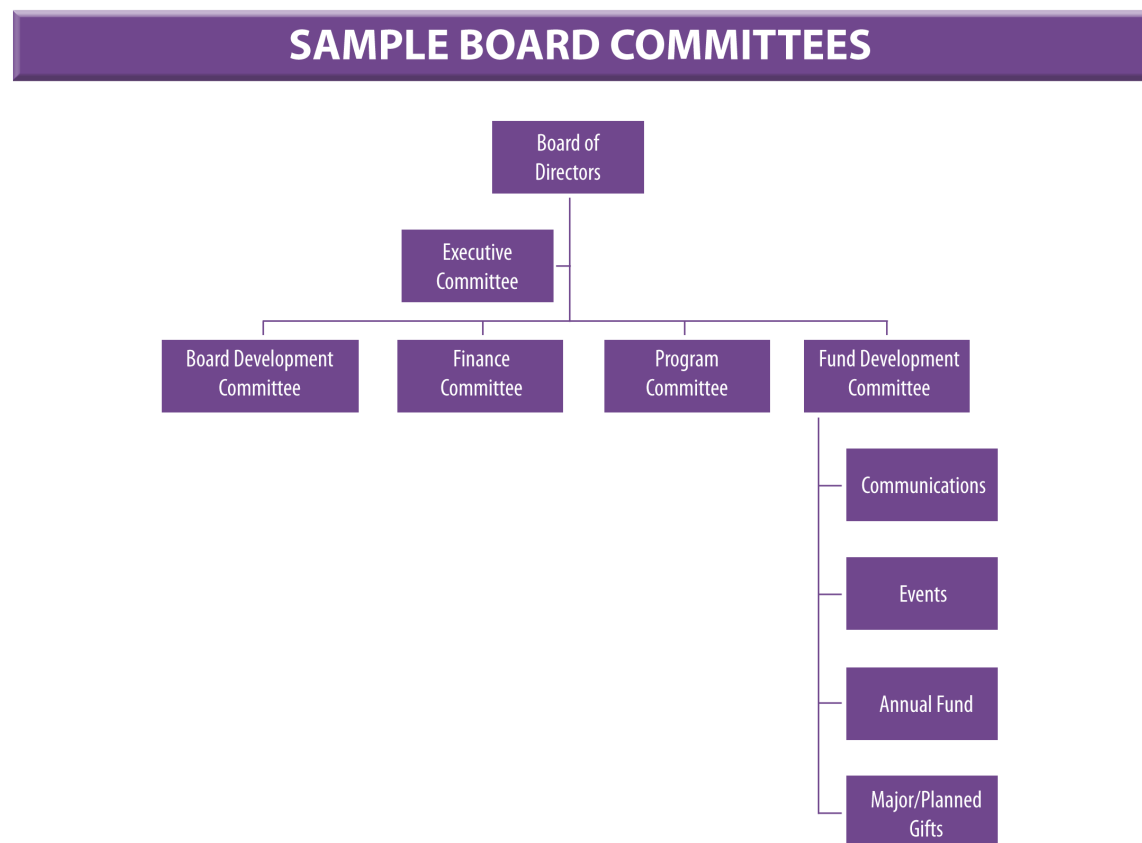 SAMPLE BOARD COMMITTEES
Board of
Directors
Executive
Committee
Board Development
Committee
Finance
Committee
Program
Committee
Fund Development
Committee
Communications
Events
Annual Fund
Major/Planned
Gifts